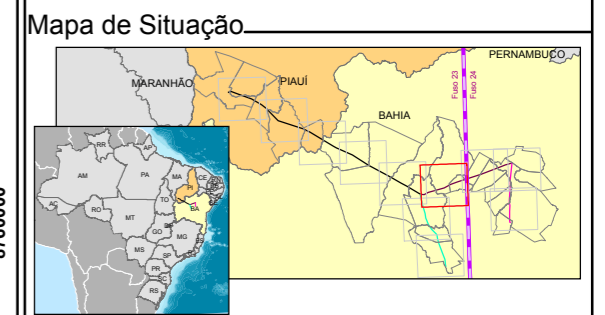 Mapa de Situação
PERNAMBUCO
MARANHÃO
PIAUÍ
Fuso 23
Fuso 24
BAHIA
RR
AP
AM
PA
MA
CE
PI
AC
TO
RO
BA
MT
GO
MG
MS
SP
PR
SC
RS